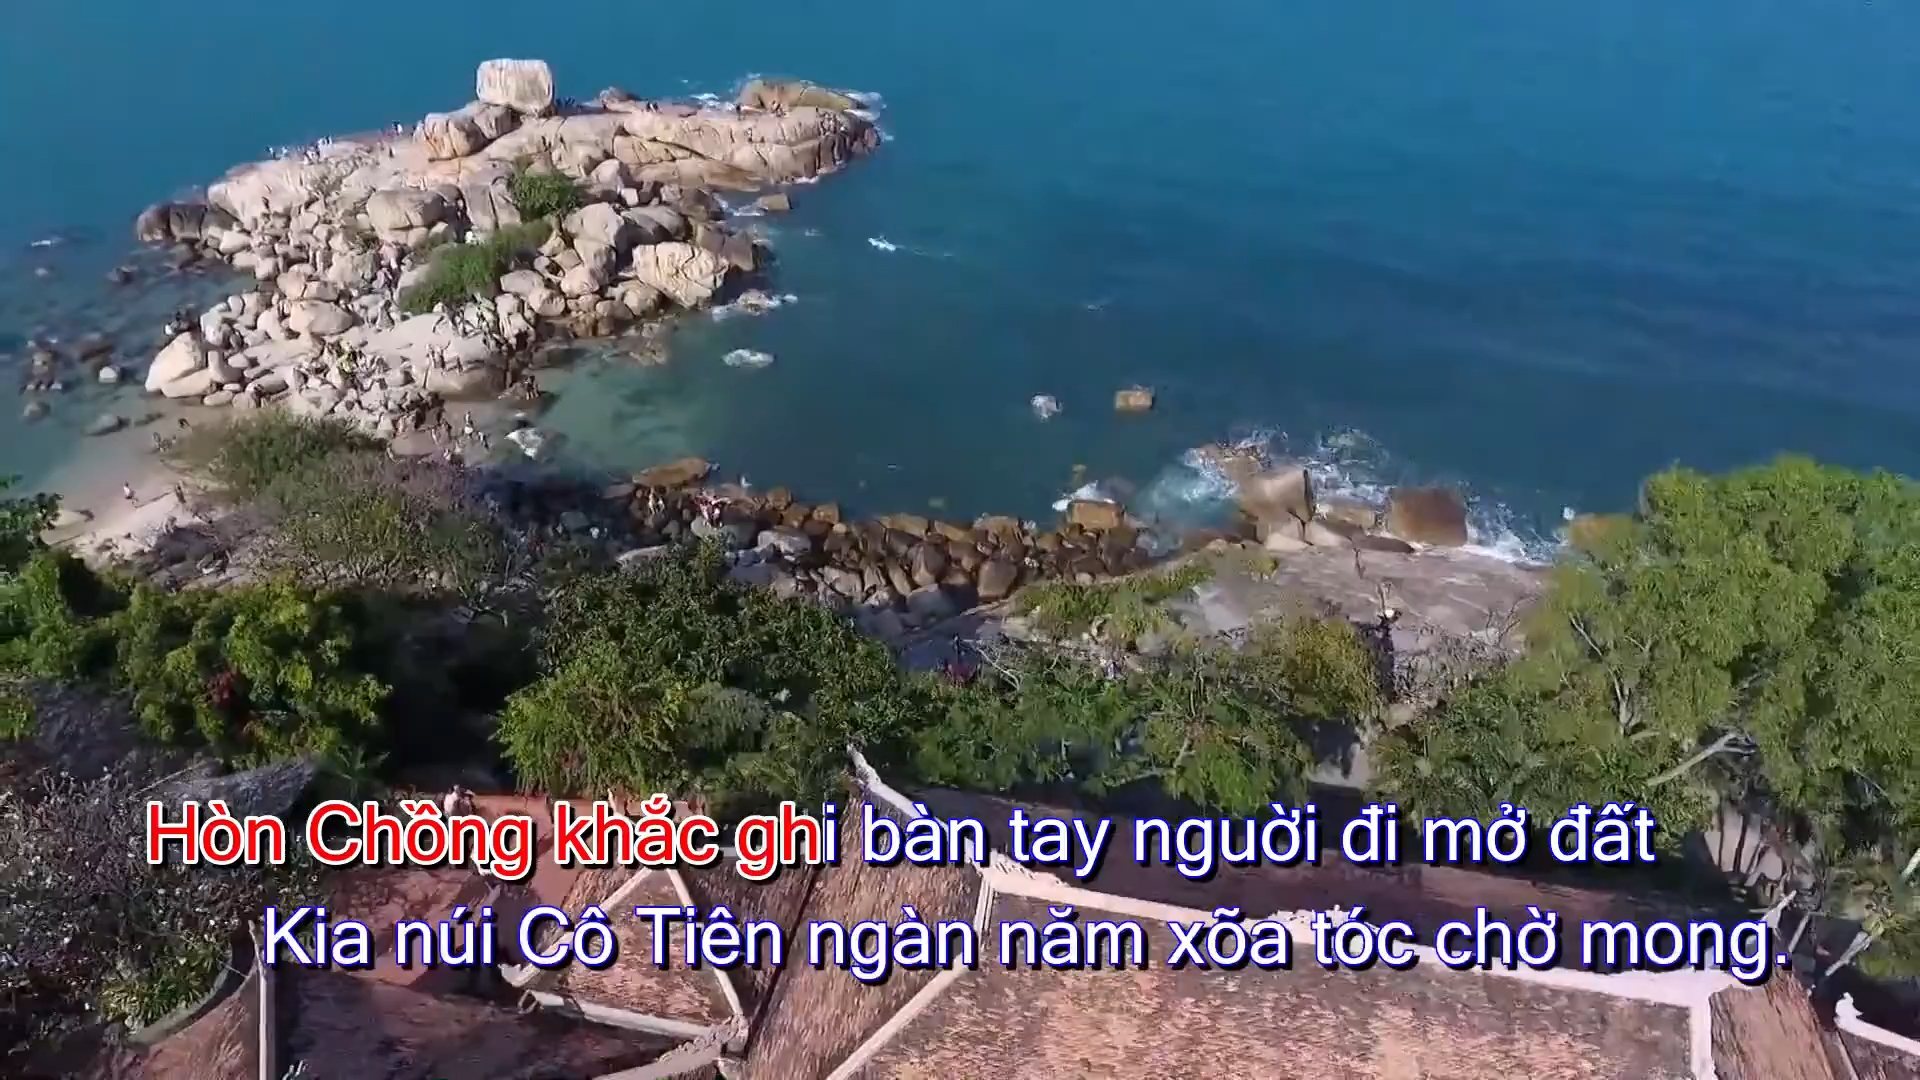 Hòn Chồng khắc ghi bàn tay nguời đi mở đất
Kia núi Cô Tiên ngàn năm xõa tóc chờ mong.